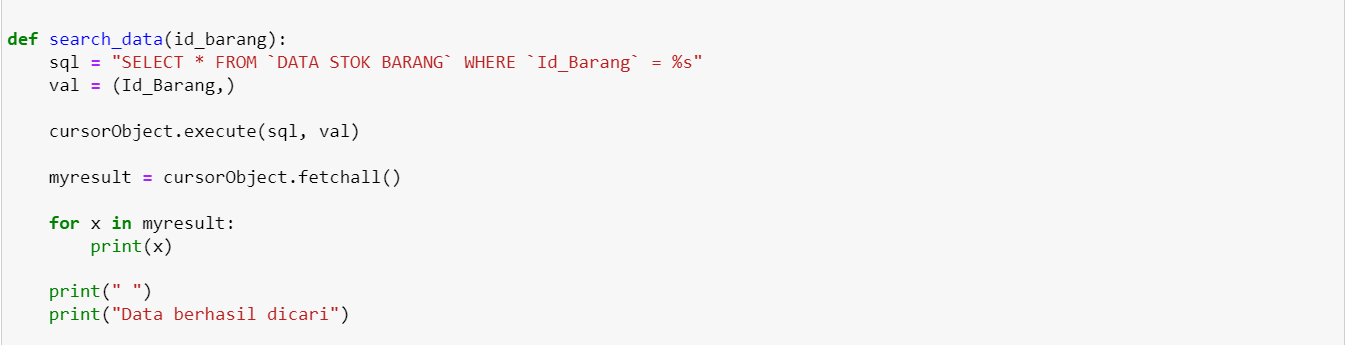 def search_data(id_barang):
    sql = "SELECT * FROM `DATA STOK BARANG` WHERE `Id_Barang` = %s"
    val = (Id_Barang,)
    cursorObject.execute(sql, val)
    myresult = cursorObject.fetchall()
    for x in myresult:
        print(x)
    print(" ")
    print("Data berhasil dicari")